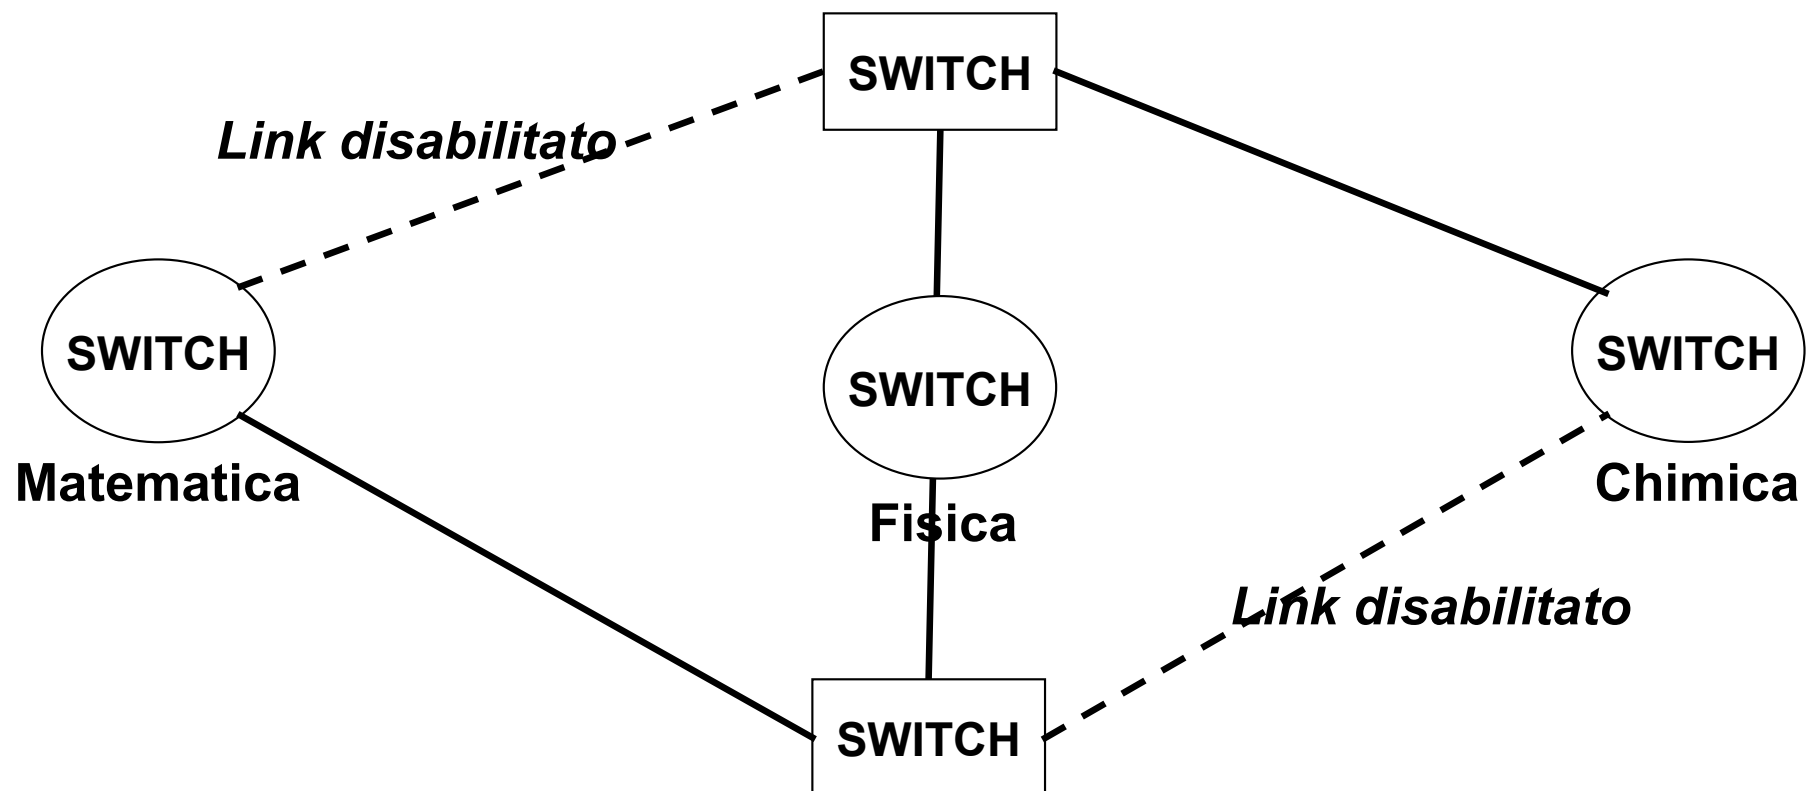 SWITCH
Link disabilitato
SWITCH
SWITCH
SWITCH
Matematica
Chimica
Fisica
Link disabilitato
SWITCH